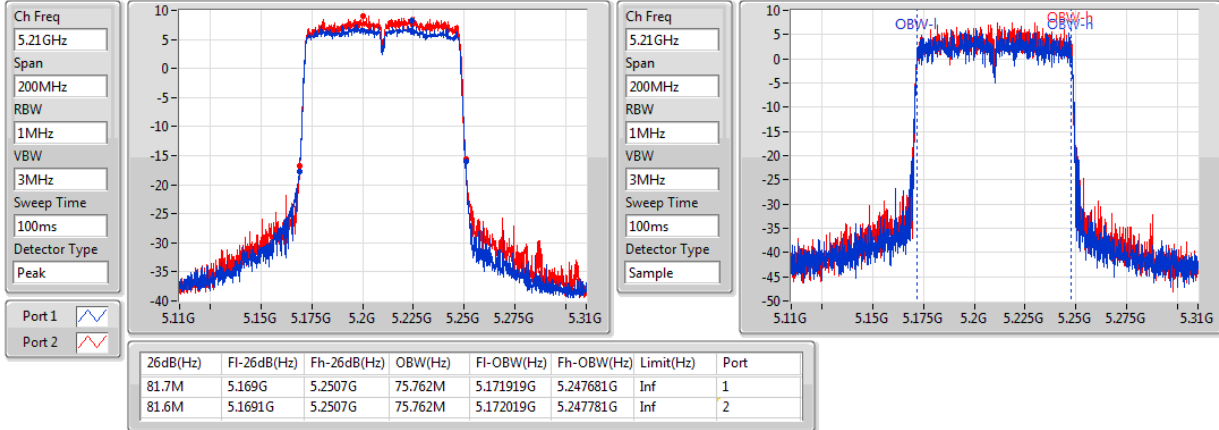 Ch Freq
5.21GHz
Span
200MHz
RBW
1MHz
VBW
3MHz
Sweep Time
100ms
Detector Type
Peak
Port 1
Port 2
10
5
0
-5
-10
-15
-20
-25
-30
-35
-40
5.11G 5.15G 5.175G 5.2G 5.225G 5.25G 5.275G 5.31G
Ch Freq
5.21GHz
Span
200MHz
RBW
1MHz
VBW
3MHz
Sweep Time
100ms
Detector Type
Sample
10
5
0
-5
-10
-15
-20
-25
-30
-35
-40
-45
-50
OBW-l
OBW-h
OBW-h
5.11G 5.15G 5.175G 5.2G 5.225G 5.25G 5.275G 5.31G
26dB(Hz) Fl-26dB(Hz) Fh-26dB(Hz) OBW(Hz) Fl-OBW(Hz) Fh-OBW(Hz) Limit(Hz) Port
81.7M 5.169G 5.2507G 75.762M 5.171919G 5.247681G Inf 1
81.6M 5.1691G 5.2507G 75.762M 5.172019G 5.247781G Inf 2